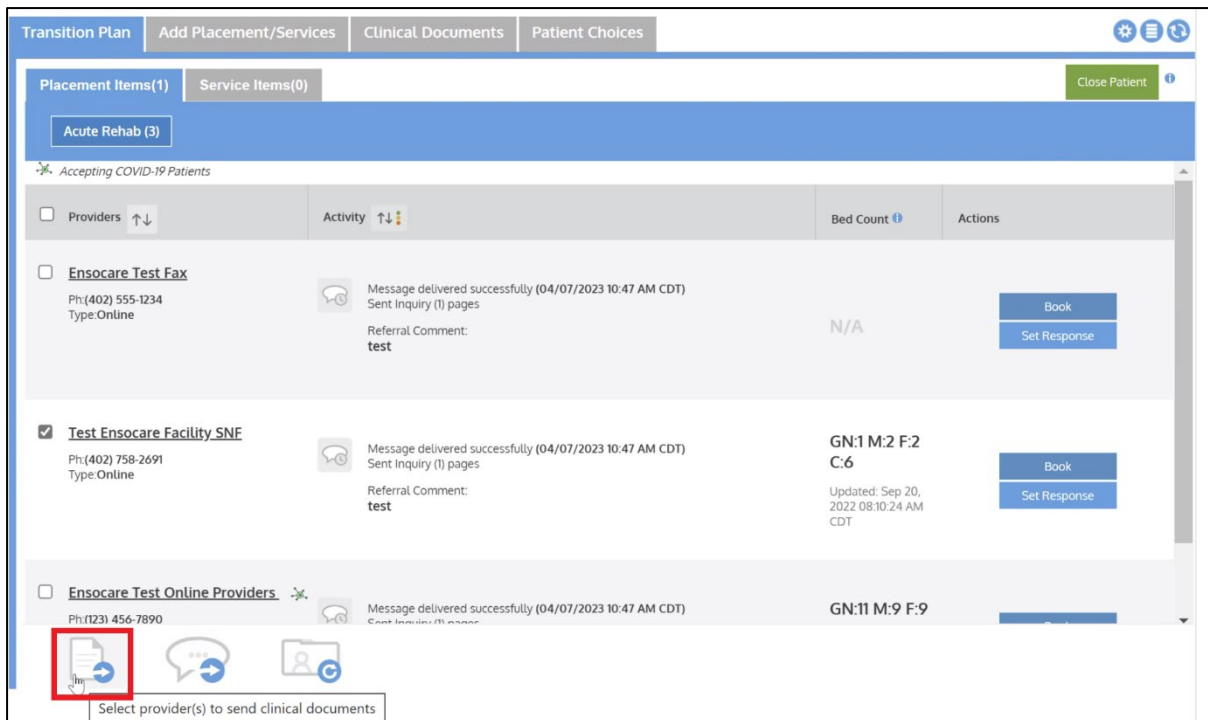 Transition Plan
Add Placement/Services
Clinical Documents
Patient Choices
Placement Items(1)
Service Items(0)
Close Patient
Acute Rehab (3)
Accepting COVID-19 Patients
Providers
Activity
Bed Count
Actions
Ensocare Test Fax
Ph:(402) 555-1234
Type:Online
Message delivered successfully (04/07/2023 10:47 AM CDT)
Sent Inquiry (1) pages
Referral Comment:
test
N/A
Book
Set Response
Test Ensocare Facility SNF
Ph:(402) 758-2691
Type:Online
Message delivered successfully (04/07/2023 10:47 AM CDT)
Sent Inquiry (1) pages
Referral Comment:
test
GN:1 M:2 F:2
C:6
Updated: Sep 20,
2022 08:10:24 AM
CDT
Book
Set Response
Ensocare Test Online Providers
Ph:(123) 456-7890
Message delivered successfully (04/07/2023 10:47 AM CDT)
Sent Inquiry (1) pages
GN:11 M:9 F:9
Select provider(s) to send clinical documents